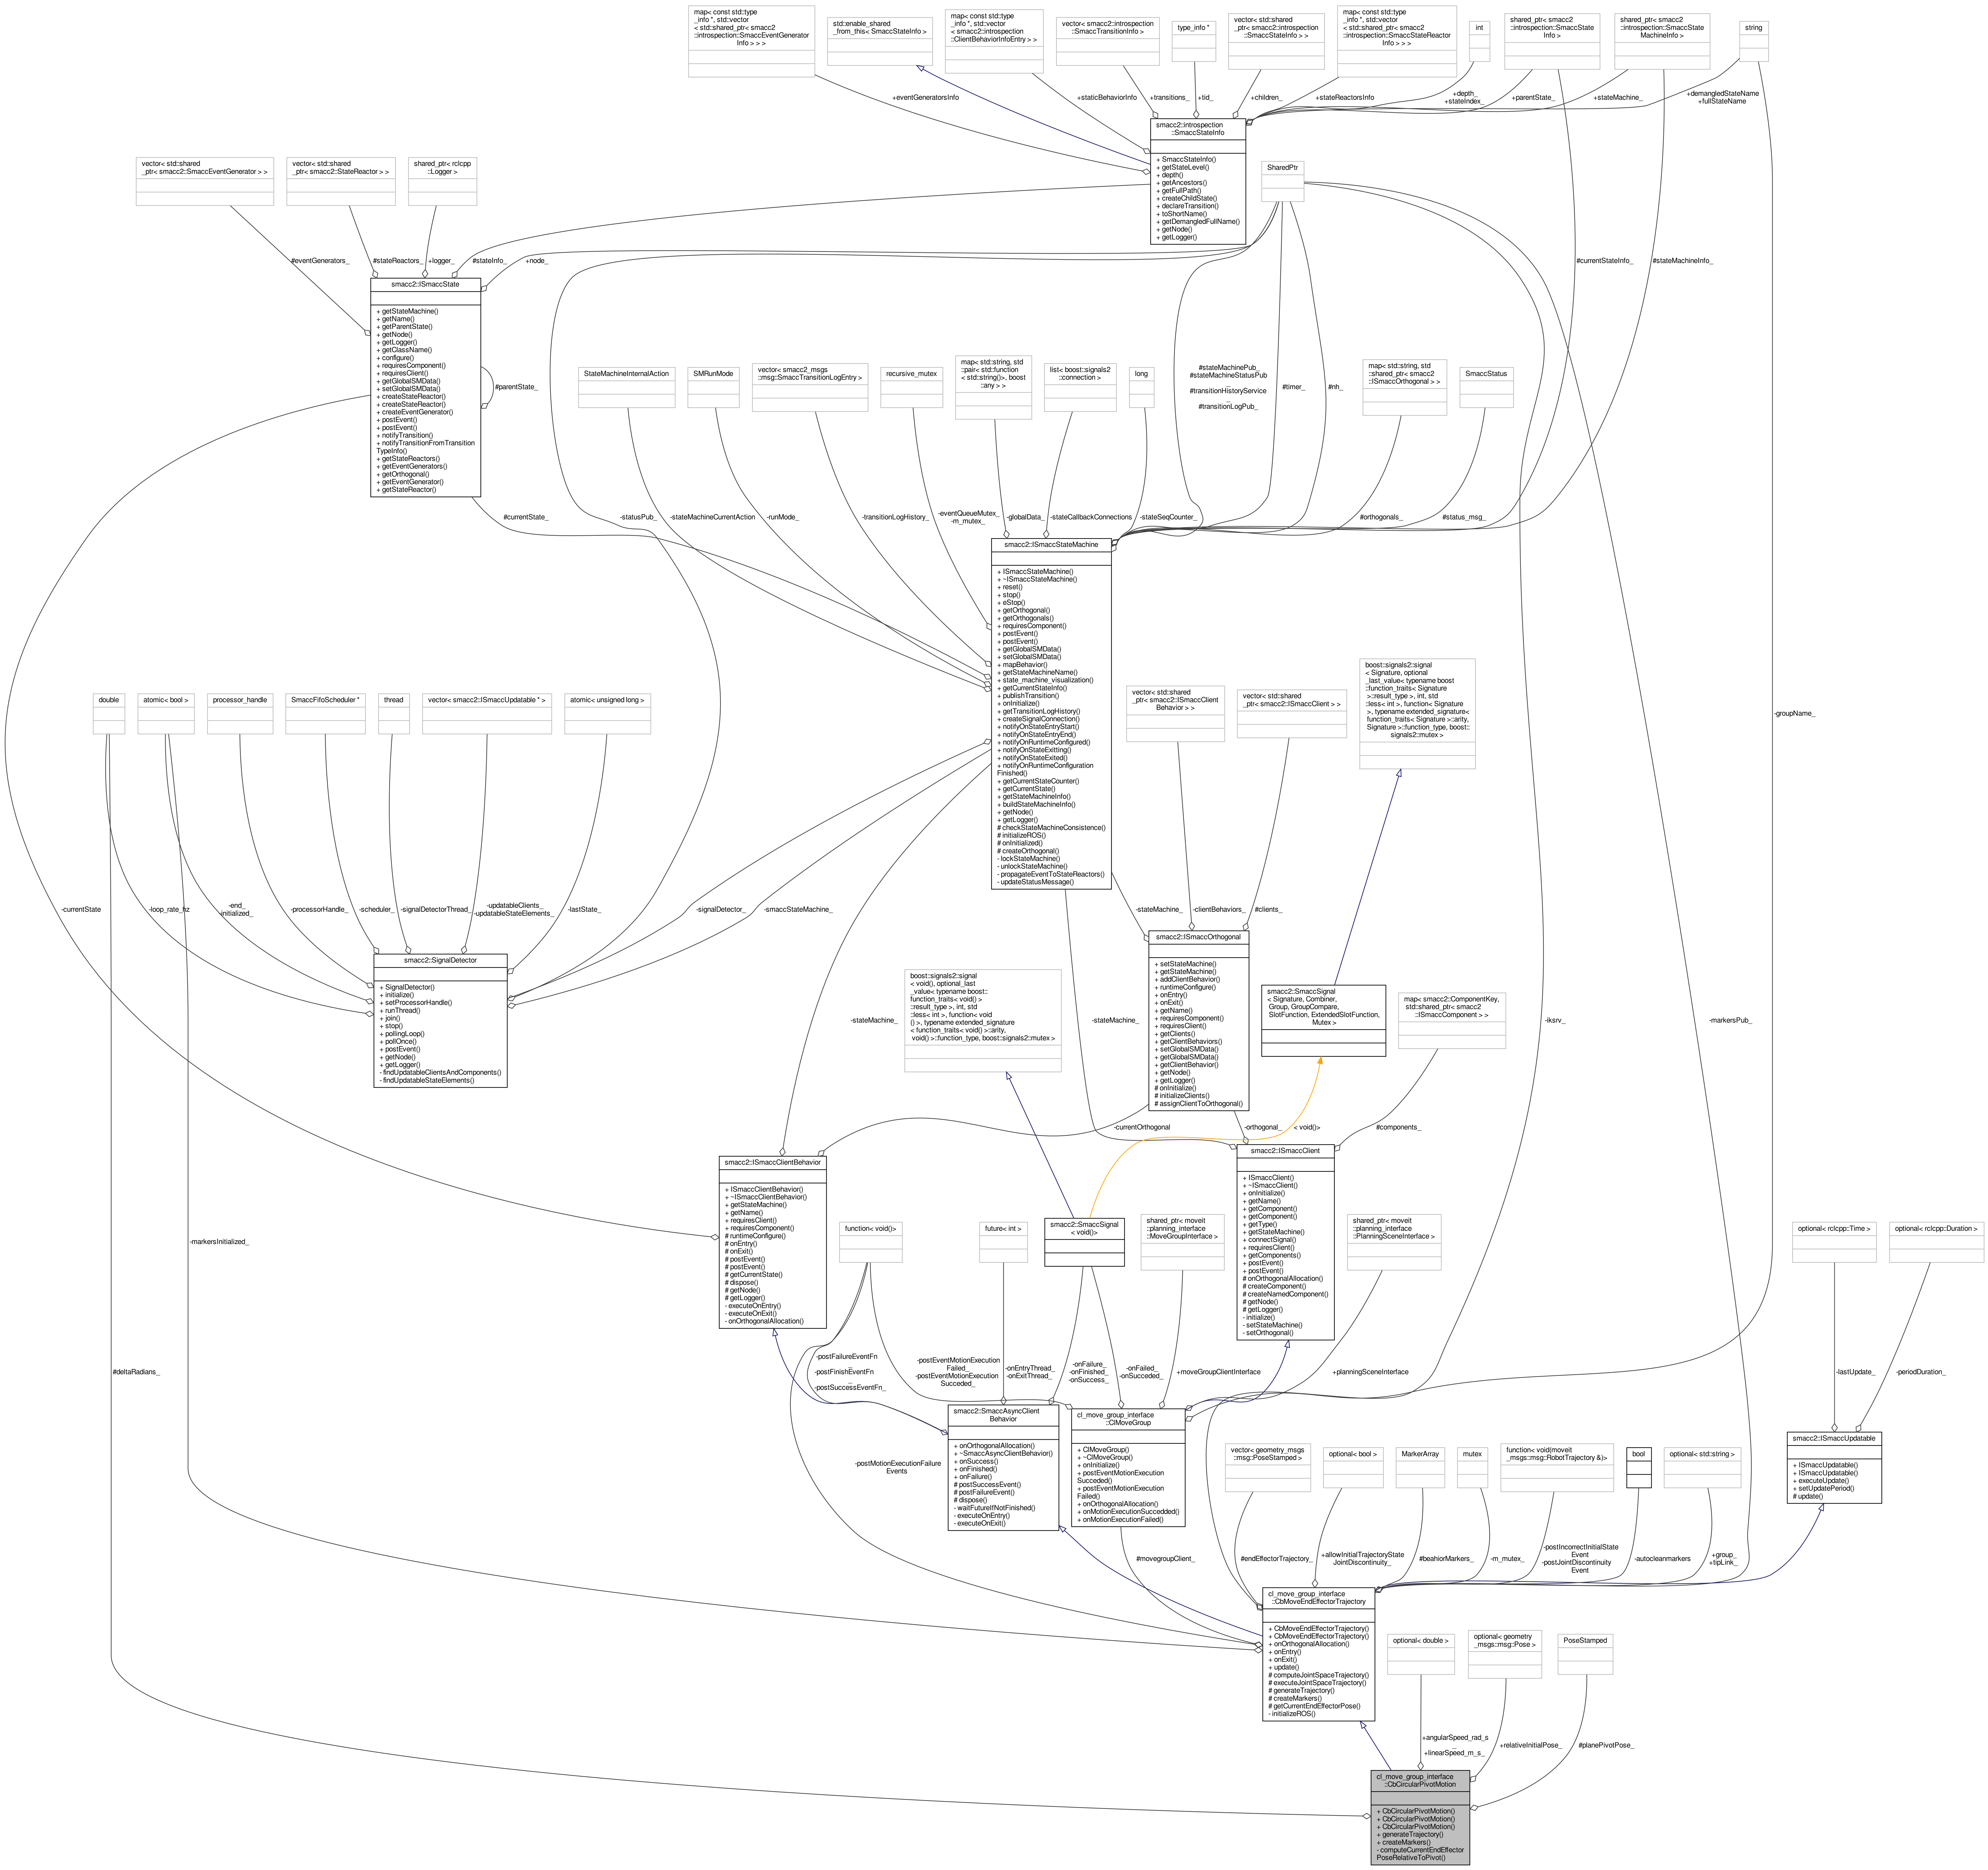 map< const std::type
_info *, std::vector
< std::shared_ptr< smacc2
::introspection::SmaccEventGenerator
Info > > >
std::enable_shared
_from_this< SmaccStateInfo >
map< const std::type
_info *, std::vector
< smacc2::introspection
::ClientBehaviorInfoEntry > >
vector< smacc2::introspection
::SmaccTransitionInfo >
type_info *
vector< std::shared
_ptr< smacc2::introspection
::SmaccStateInfo > >
map< const std::type
_info *, std::vector
< std::shared_ptr< smacc2
::introspection::SmaccStateReactor
Info > > >
int
shared_ptr< smacc2
::introspection::SmaccState
Info >
shared_ptr< smacc2
::introspection::SmaccState
MachineInfo >
string
+eventGeneratorsInfo
+staticBehaviorInfo
+transitions_
+tid_
+children_
+stateReactorsInfo
+depth_
+stateIndex_
+parentState_
+stateMachine_
+demangledStateName
+fullStateName
smacc2::introspection
::SmaccStateInfo
+ SmaccStateInfo()
+ getStateLevel()
+ depth()
+ getAncestors()
+ getFullPath()
+ createChildState()
+ declareTransition()
+ toShortName()
+ getDemangledFullName()
+ getNode()
+ getLogger()
SharedPtr
vector< std::shared
_ptr< smacc2::SmaccEventGenerator > >
vector< std::shared
_ptr< smacc2::StateReactor > >
shared_ptr< rclcpp
::Logger >
#eventGenerators_
#stateReactors_
+logger_
#stateInfo_
+node_
#currentStateInfo_
#stateMachineInfo_
smacc2::ISmaccState
+ getStateMachine()
+ getName()
+ getParentState()
+ getNode()
+ getLogger()
+ getClassName()
+ configure()
+ requiresComponent()
+ requiresClient()
+ getGlobalSMData()
+ setGlobalSMData()
+ createStateReactor()
+ createStateReactor()
+ createEventGenerator()
+ postEvent()
+ postEvent()
+ notifyTransition()
+ notifyTransitionFromTransition
TypeInfo()
+ getStateReactors()
+ getEventGenerators()
+ getOrthogonal()
+ getEventGenerator()
+ getStateReactor()
#parentState_
StateMachineInternalAction
SMRunMode
vector< smacc2_msgs
::msg::SmaccTransitionLogEntry >
recursive_mutex
map< std::string, std
::pair< std::function
< std::string()>, boost
::any > >
list< boost::signals2
::connection >
long
#stateMachinePub_
#stateMachineStatusPub
_
#transitionHistoryService
_
#transitionLogPub_
#timer_
#nh_
map< std::string, std
::shared_ptr< smacc2
::ISmaccOrthogonal > >
SmaccStatus
#currentState_
-statusPub_
-stateMachineCurrentAction
-runMode_
-transitionLogHistory_
-eventQueueMutex_
-m_mutex_
-globalData_
-stateCallbackConnections
-stateSeqCounter_
#orthogonals_
#status_msg_
smacc2::ISmaccStateMachine
+ ISmaccStateMachine()
+ ~ISmaccStateMachine()
+ reset()
+ stop()
+ eStop()
+ getOrthogonal()
+ getOrthogonals()
+ requiresComponent()
+ postEvent()
+ postEvent()
+ getGlobalSMData()
+ setGlobalSMData()
+ mapBehavior()
+ getStateMachineName()
+ state_machine_visualization()
+ getCurrentStateInfo()
+ publishTransition()
+ onInitialize()
+ getTransitionLogHistory()
+ createSignalConnection()
+ notifyOnStateEntryStart()
+ notifyOnStateEntryEnd()
+ notifyOnRuntimeConfigured()
+ notifyOnStateExitting()
+ notifyOnStateExited()
+ notifyOnRuntimeConfiguration
Finished()
+ getCurrentStateCounter()
+ getCurrentState()
+ getStateMachineInfo()
+ buildStateMachineInfo()
+ getNode()
+ getLogger()
# checkStateMachineConsistence()
# initializeROS()
# onInitialized()
# createOrthogonal()
- lockStateMachine()
- unlockStateMachine()
- propagateEventToStateReactors()
- updateStatusMessage()
double
atomic< bool >
processor_handle
SmaccFifoScheduler *
thread
vector< smacc2::ISmaccUpdatable * >
atomic< unsigned long >
vector< std::shared
_ptr< smacc2::ISmaccClient
Behavior > >
vector< std::shared
_ptr< smacc2::ISmaccClient > >
boost::signals2::signal
< Signature, optional
_last_value< typename boost
::function_traits< Signature
>::result_type >, int, std
::less< int >, function< Signature
>, typename extended_signature<
function_traits< Signature >::arity,
Signature >::function_type, boost::
signals2::mutex >
-groupName_
-currentState
-loop_rate_hz
-end_
-initialized_
-processorHandle_
-scheduler_
-signalDetectorThread_
-updatableClients_
-updatableStateElements_
-lastState_
-signalDetector_
-smaccStateMachine_
-stateMachine_
-clientBehaviors_
#clients_
smacc2::SignalDetector
+ SignalDetector()
+ initialize()
+ setProcessorHandle()
+ runThread()
+ join()
+ stop()
+ pollingLoop()
+ pollOnce()
+ postEvent()
+ getNode()
+ getLogger()
- findUpdatableClientsAndComponents()
- findUpdatableStateElements()
boost::signals2::signal
< void(), optional_last
_value< typename boost::
function_traits< void() >
::result_type >, int, std
::less< int >, function< void
() >, typename extended_signature
< function_traits< void() >::arity,
void() >::function_type, boost::signals2::mutex >
smacc2::ISmaccOrthogonal
+ setStateMachine()
+ getStateMachine()
+ addClientBehavior()
+ runtimeConfigure()
+ onEntry()
+ onExit()
+ getName()
+ requiresComponent()
+ requiresClient()
+ getClients()
+ getClientBehaviors()
+ setGlobalSMData()
+ getGlobalSMData()
+ getClientBehavior()
+ getNode()
+ getLogger()
# onInitialize()
# initializeClients()
# assignClientToOrthogonal()
smacc2::SmaccSignal
< Signature, Combiner,
Group, GroupCompare,
SlotFunction, ExtendedSlotFunction,
Mutex >
map< smacc2::ComponentKey,
std::shared_ptr< smacc2
::ISmaccComponent > >
-stateMachine_
-stateMachine_
-iksrv_
-markersPub_
-currentOrthogonal
-orthogonal_
< void()>
#components_
smacc2::ISmaccClientBehavior
+ ISmaccClientBehavior()
+ ~ISmaccClientBehavior()
+ getStateMachine()
+ getName()
+ requiresClient()
+ requiresComponent()
# runtimeConfigure()
# onEntry()
# onExit()
# postEvent()
# postEvent()
# getCurrentState()
# dispose()
# getNode()
# getLogger()
- executeOnEntry()
- executeOnExit()
- onOrthogonalAllocation()
smacc2::ISmaccClient
+ ISmaccClient()
+ ~ISmaccClient()
+ onInitialize()
+ getName()
+ getComponent()
+ getComponent()
+ getType()
+ getStateMachine()
+ connectSignal()
+ requiresClient()
+ getComponents()
+ postEvent()
+ postEvent()
# onOrthogonalAllocation()
# createComponent()
# createNamedComponent()
# getNode()
# getLogger()
- initialize()
- setStateMachine()
- setOrthogonal()
function< void()>
future< int >
smacc2::SmaccSignal
< void()>
shared_ptr< moveit
::planning_interface
::MoveGroupInterface >
shared_ptr< moveit
::planning_interface
::PlanningSceneInterface >
optional< rclcpp::Time >
optional< rclcpp::Duration >
-markersInitialized_
#deltaRadians_
-postFailureEventFn
_
-postFinishEventFn
_
-postSuccessEventFn_
-postEventMotionExecution
Failed_
-postEventMotionExecution
Succeded_
-onEntryThread_
-onExitThread_
-onFailure_
-onFinished_
-onSuccess_
-onFailed_
-onSucceded_
+moveGroupClientInterface
+planningSceneInterface
-lastUpdate_
-periodDuration_
smacc2::SmaccAsyncClient
Behavior
+ onOrthogonalAllocation()
+ ~SmaccAsyncClientBehavior()
+ onSuccess()
+ onFinished()
+ onFailure()
# postSuccessEvent()
# postFailureEvent()
# dispose()
- waitFutureIfNotFinished()
- executeOnEntry()
- executeOnExit()
cl_move_group_interface
::ClMoveGroup
+ ClMoveGroup()
+ ~ClMoveGroup()
+ onInitialize()
+ postEventMotionExecution
Succeded()
+ postEventMotionExecution
Failed()
+ onOrthogonalAllocation()
+ onMotionExecutionSuccedded()
+ onMotionExecutionFailed()
vector< geometry_msgs
::msg::PoseStamped >
optional< bool >
MarkerArray
mutex
function< void(moveit
_msgs::msg::RobotTrajectory &)>
bool
optional< std::string >
smacc2::ISmaccUpdatable
+ ISmaccUpdatable()
+ ISmaccUpdatable()
+ executeUpdate()
+ setUpdatePeriod()
# update()
-postMotionExecutionFailure
Events
#movegroupClient_
#endEffectorTrajectory_
+allowInitialTrajectoryState
JointDiscontinuity_
#beahiorMarkers_
-m_mutex_
-postIncorrectInitialState
Event
-postJointDiscontinuity
Event
-autocleanmarkers
+group_
+tipLink_
cl_move_group_interface
::CbMoveEndEffectorTrajectory
+ CbMoveEndEffectorTrajectory()
+ CbMoveEndEffectorTrajectory()
+ onOrthogonalAllocation()
+ onEntry()
+ onExit()
+ update()
# computeJointSpaceTrajectory()
# executeJointSpaceTrajectory()
# generateTrajectory()
# createMarkers()
# getCurrentEndEffectorPose()
- initializeROS()
optional< double >
optional< geometry
_msgs::msg::Pose >
PoseStamped
+angularSpeed_rad_s
_
+linearSpeed_m_s_
+relativeInitialPose_
#planePivotPose_
cl_move_group_interface
::CbCircularPivotMotion
+ CbCircularPivotMotion()
+ CbCircularPivotMotion()
+ CbCircularPivotMotion()
+ generateTrajectory()
+ createMarkers()
- computeCurrentEndEffector
PoseRelativeToPivot()